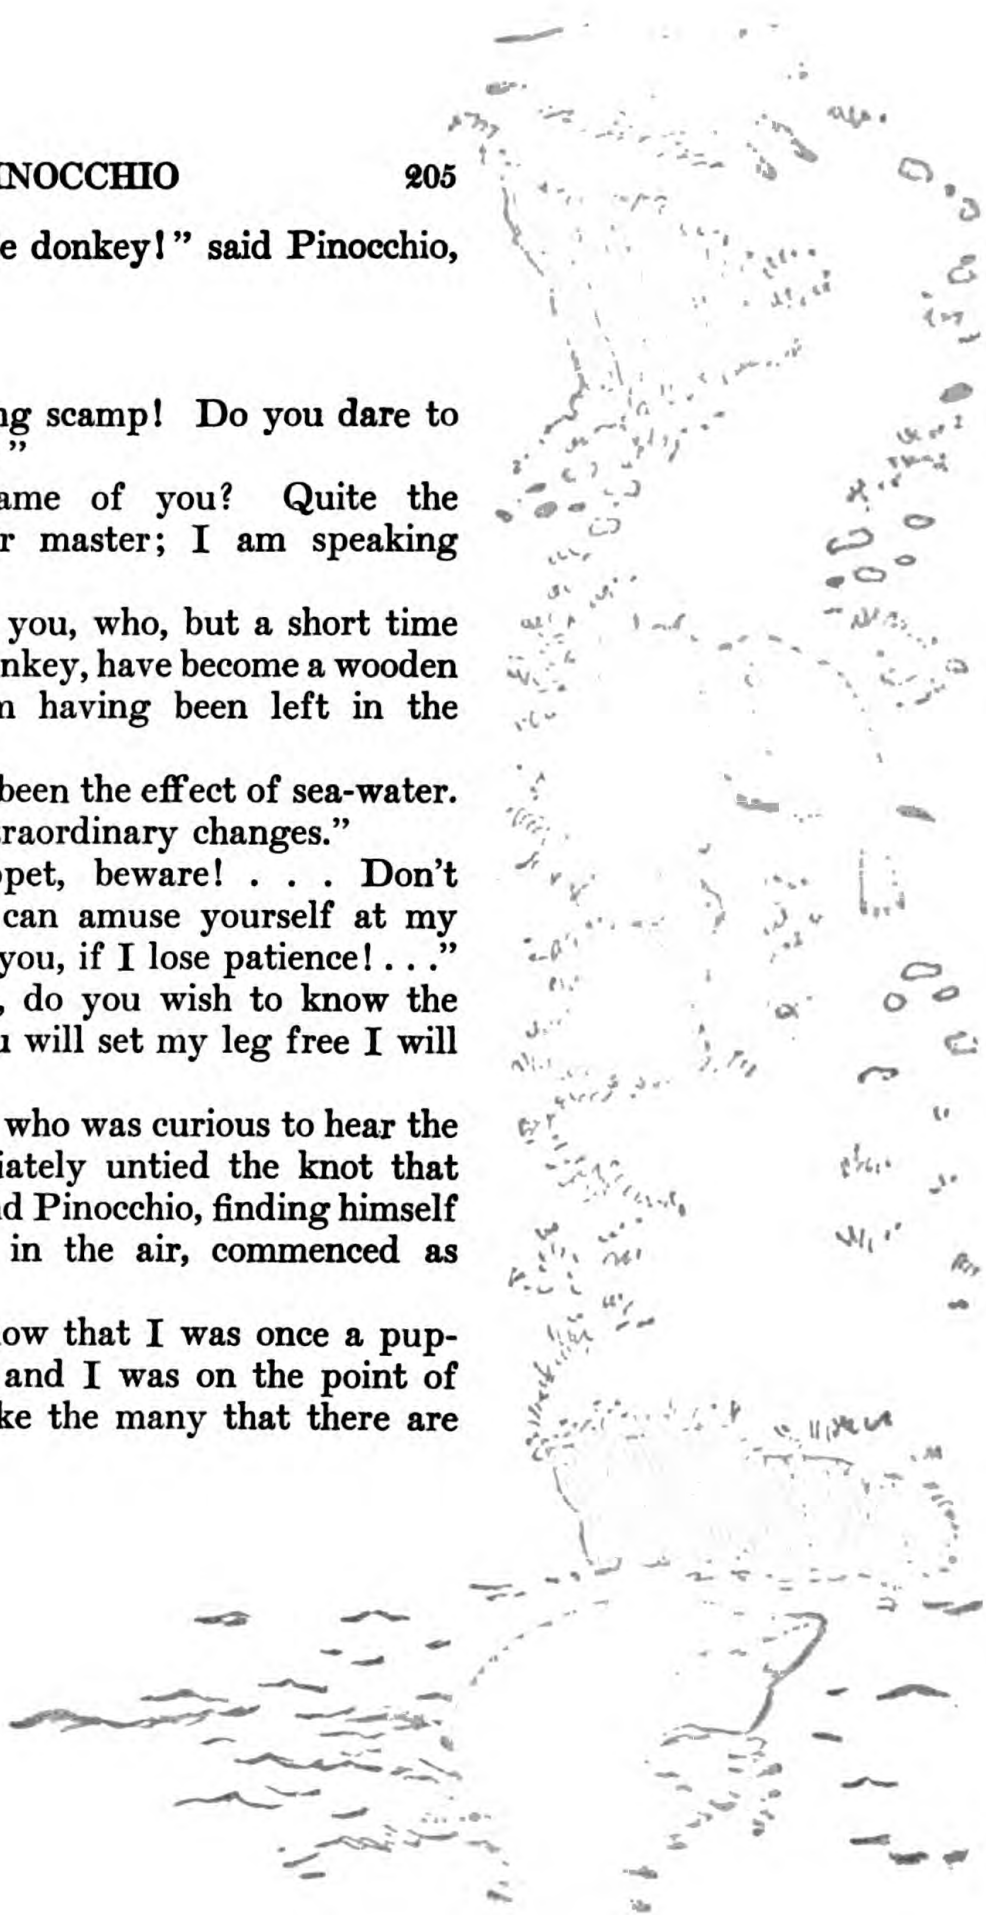 INOCCHIO 205
e donkey!” said Pinocchio,
ng scamp! Do you dare to
”
ame of you? Quite the
r master; I am speaking
you, who, but a short time
nkey, have become a wooden
n having been left in the
been the effect of sea-water.
traordinary changes.”
pet, beware! . . . Don't
can amuse yourself at my
you, if I lose patience! . . .”
, do you wish to know the
u will set my leg free I will
who was curious to hear the
iately untied the knot that
nd Pinocchio, finding himself
in the air, commenced as
ow that I was once a pup-
and I was on the point of
ke the many that there are